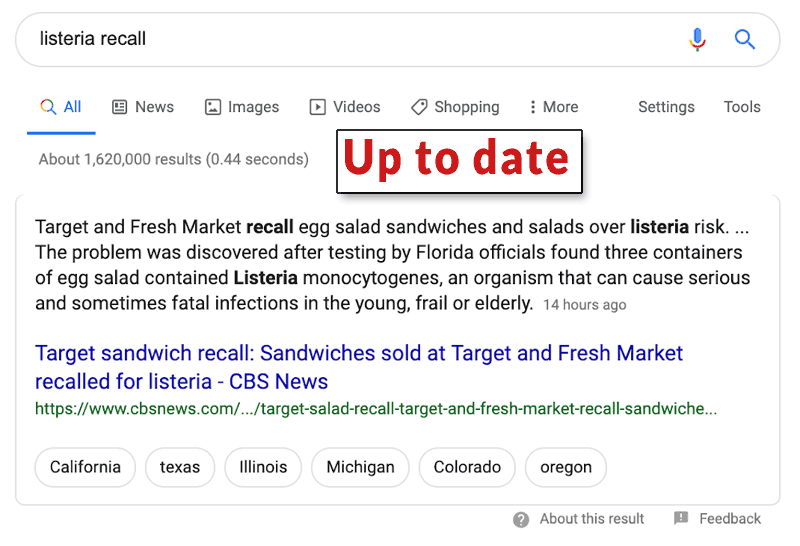 listeria recall
All News Images Videos Shopping More Settings Tools
About 1,620,000 results (0.44 seconds)
Up to date
Target and Fresh Market recall egg salad sandwiches and salads over listeria risk. ...
The problem was discovered after testing by Florida officials found three containers
of egg salad contained Listeria monocytogenes, an organism that can cause serious
and sometimes fatal infections in the young, frail or elderly. 14 hours ago
Target sandwich recall: Sandwiches sold at Target and Fresh Market
recalled for listeria - CBS News
https://www.cbsnews.com/.../target-salad-recall-target-and-fresh-market-recall-sandwiche...
California texas Illinois Michigan Colorado oregon
About this result Feedback